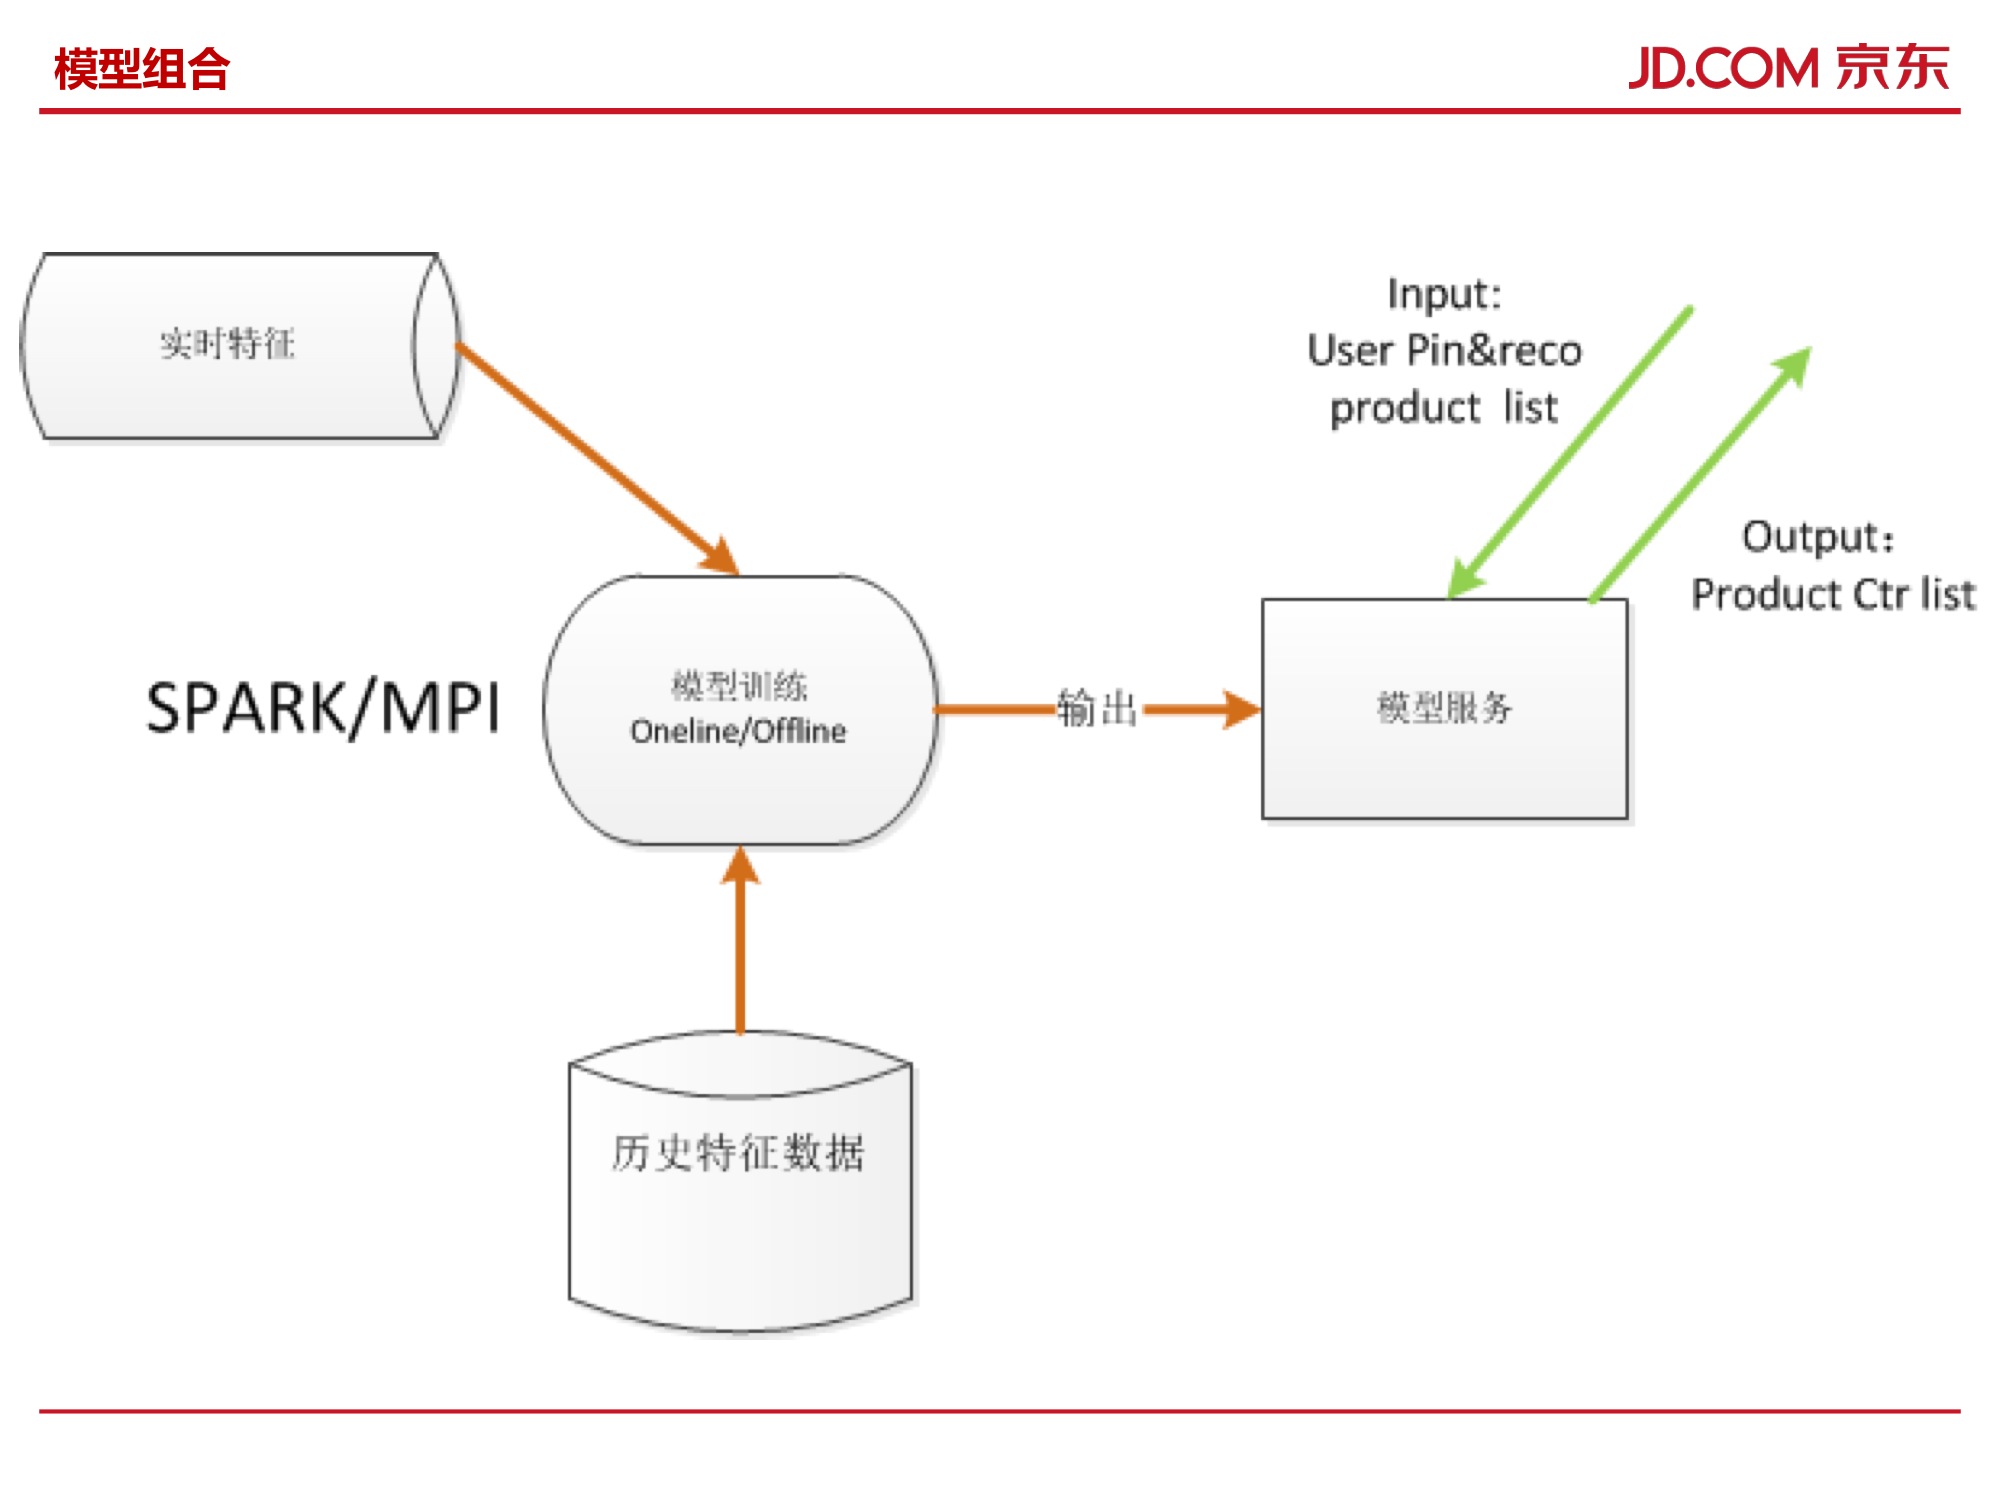 模型组合
JD.COM 京东
实时特征
Input:
User Pin&reco
product list
Output：
Product Ctr list
SPARK/MPI
模型训练
Oneline/Offline
输出
模型服务
历史特征数据